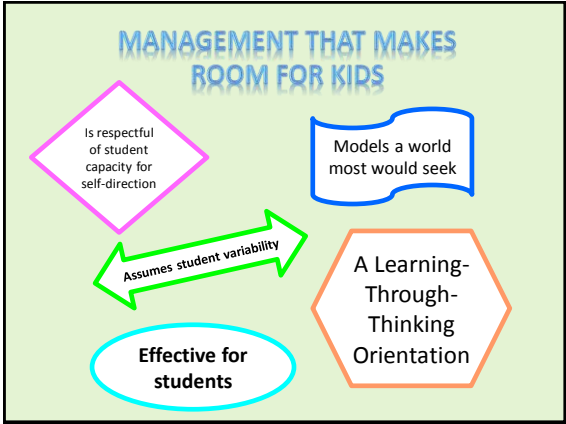 MANAGEMENT THAT MAKES
ROOM FOR KIDS
Is respectful
of student
capacity for
self-direction
Models a world
most would seek
Assumes student variability
A Learning-
Through-
Thinking
Orientation
Effective for
students